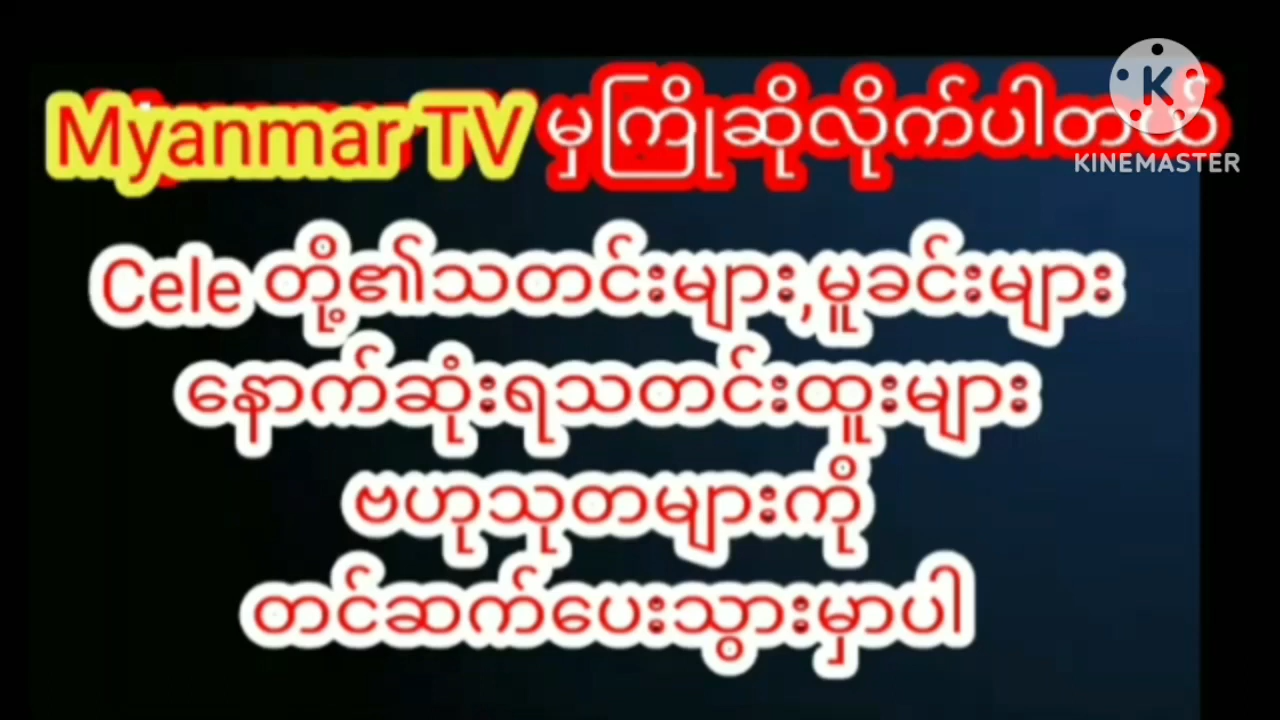 Myanmar TV မှကြိုဆိုလိုက်ပါတယ်
K
KINEMASTER
Cele တို့၏သတင်းများ,မှုခင်းများ
နောက်ဆုံးရသတင်းထူးများ
ဗဟုသုတများကို
တင်ဆက်ပေးသွားမှာပါ